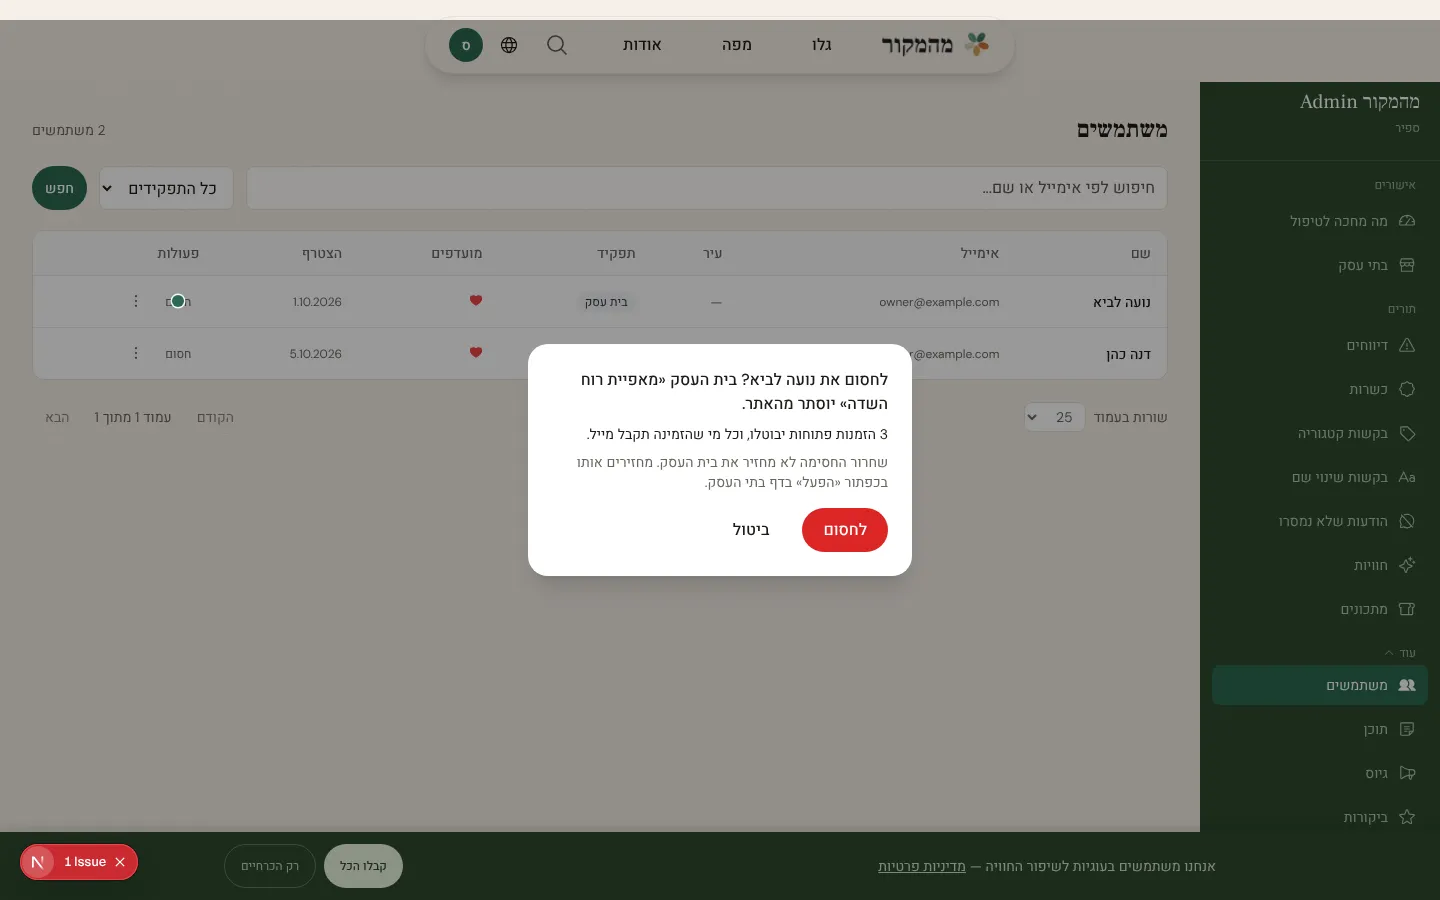 מהמקור
גלו
מפה
אודות
ס
מהמקור Admin
ספיר
אישורים
מה מחכה לטיפול
בתי עסק
תורים
דיווחים
כשרות
בקשות קטגוריה
בקשות שינוי שם
הודעות שלא נמסרו
חוויות
מתכונים
עוד
משתמשים
תוכן
גיוס
ביקורות
משתמשים
2 משתמשים
חיפוש לפי אימייל או שם...
כל התפקידים
חפש
שם אימייל עיר תפקיד מועדפים הצטרף פעולות
נועה לביא owner@example.com — בית עסק 1.10.2026
דנה כהן r@example.com 5.10.2026 חסום
שורות בעמוד 25
הקודם עמוד 1 מתוך 1 הבא
לחסום את נועה לביא? בית העסק «מאפיית רוח
השדה» יוסתר מהאתר.
3 הזמנות פתוחות יבוטלו, וכל מי שהזמינה תקבל מייל.
שחרור החסימה לא מחזיר את בית העסק. מחזירים אותו
בכפתור «הפעל» בדף בתי העסק.
לחסום
ביטול
אנחנו משתמשים בעוגיות לשיפור החוויה — מדיניות פרטיות
קבלו הכל
רק הכרחיים
N 1 Issue